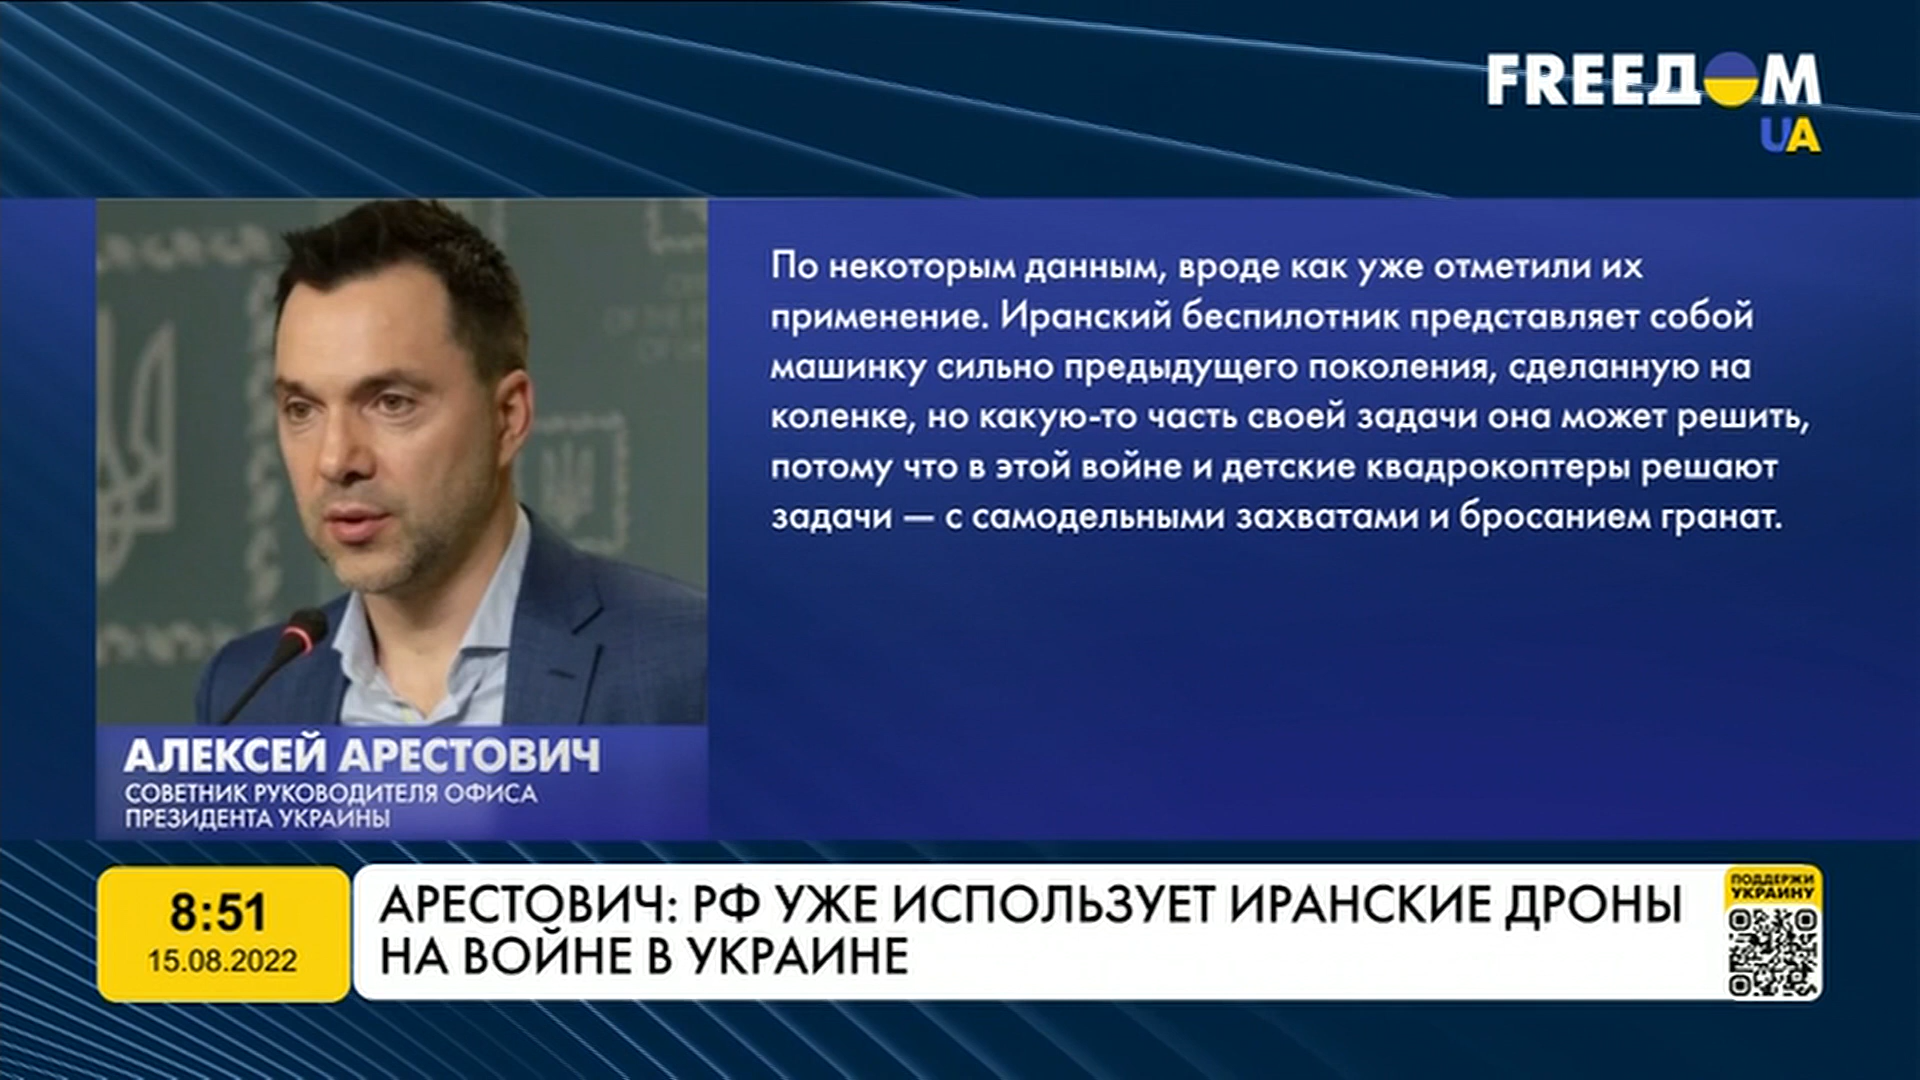 FREEДOM
UA
По некоторым данным, вроде как уже отметили их
применение. Иранский беспилотник представляет собой
машинку сильно предыдущего поколения, сделанную на
коленке, но какую-то часть своей задачи она может решить,
потому что в этой войне и детские квадрокоптеры решают
задачи — с самодельными захватами и бросанием гранат.
АЛЕКСЕЙ АРЕСТОВИЧ
СОВЕТНИК РУКОВОДИТЕЛЯ ОФИСА
ПРЕЗИДЕНТА УКРАИНЫ
8:51
15.08.2022
АРЕСТОВИЧ: РФ УЖЕ ИСПОЛЬЗУЕТ ИРАНСКИЕ ДРОНЫ
НА ВОЙНЕ В УКРАИНЕ
ПОДДЕРЖИ
УКРАИНУ